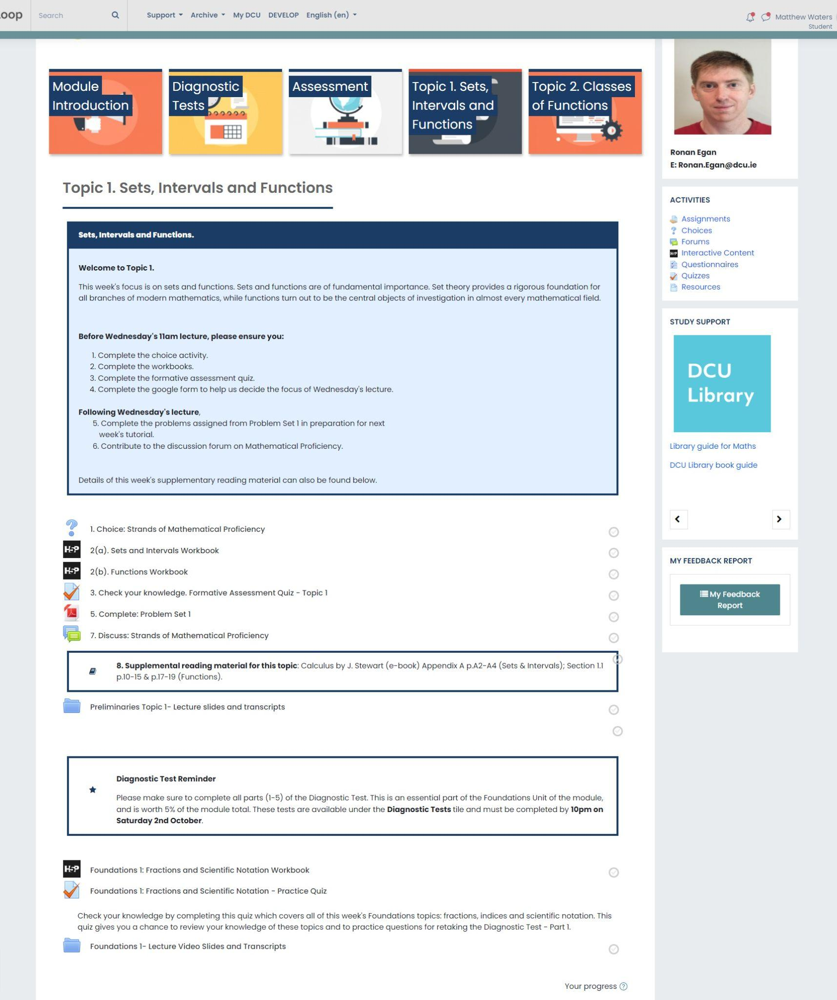 oop
Search
Support
Archive
My DCU
DEVELOP
English (en)
Matthew Waters
Student
Module
Introduction
Diagnostic
Tests
Assessment
Topic 1. Sets,
Intervals and
Functions
Topic 2. Classes
of Functions
Topic 1. Sets, Intervals and Functions
Sets, Intervals and Functions.
Welcome to Topic 1.
This week's focus is on sets and functions. Sets and functions are of fundamental importance. Set theory provides a rigorous foundation for
all branches of modern mathematics, while functions turn out to be the central objects of investigation in almost every mathematical field.
Before Wednesday's 11am lecture, please ensure you:
1. Complete the choice activity.
2. Complete the workbooks.
3. Complete the formative assessment quiz.
4. Complete the google form to help us decide the focus of Wednesday's lecture.
Following Wednesday's lecture,
5. Complete the problems assigned from Problem Set 1 in preparation for next
week's tutorial.
6. Contribute to the discussion forum on Mathematical Proficiency.
Details of this week's supplementary reading material can also be found below.
1. Choice: Strands of Mathematical Proficiency
H5P
2(a). Sets and Intervals Workbook
H5P
2(b). Functions Workbook
3. Check your knowledge. Formative Assessment Quiz - Topic 1
5. Complete: Problem Set 1
7. Discuss: Strands of Mathematical Proficiency
8. Supplemental reading material for this topic: Calculus by J. Stewart (e-book) Appendix A p.A2-A4 (Sets & Intervals); Section 1.1
p.10-15 & p.17-19 (Functions).
Preliminaries Topic 1- Lecture slides and transcripts
Diagnostic Test Reminder
Please make sure to complete all parts (1-5) of the Diagnostic Test. This is an essential part of the Foundations Unit of the module,
and is worth 5% of the module total. These tests are available under the Diagnostic Tests tile and must be completed by 10pm on
Saturday 2nd October.
H5P
Foundations 1: Fractions and Scientific Notation Workbook
Foundations 1: Fractions and Scientific Notation - Practice Quiz
Check your knowledge by completing this quiz which covers all of this week's Foundations topics: fractions, indices and scientific notation. This
quiz gives you a chance to review your knowledge of these topics and to practice questions for retaking the Diagnostic Test - Part 1.
Foundations 1- Lecture Video Slides and Transcripts
Your progress
Ronan Egan
E: Ronan.Egan@dcu.ie
ACTIVITIES
Assignments
Choices
Forums
H5P
Interactive Content
Questionnaires
Quizzes
Resources
STUDY SUPPORT
DCU
Library
Library guide for Maths
DCU Library book guide
MY FEEDBACK REPORT
My Feedback
Report